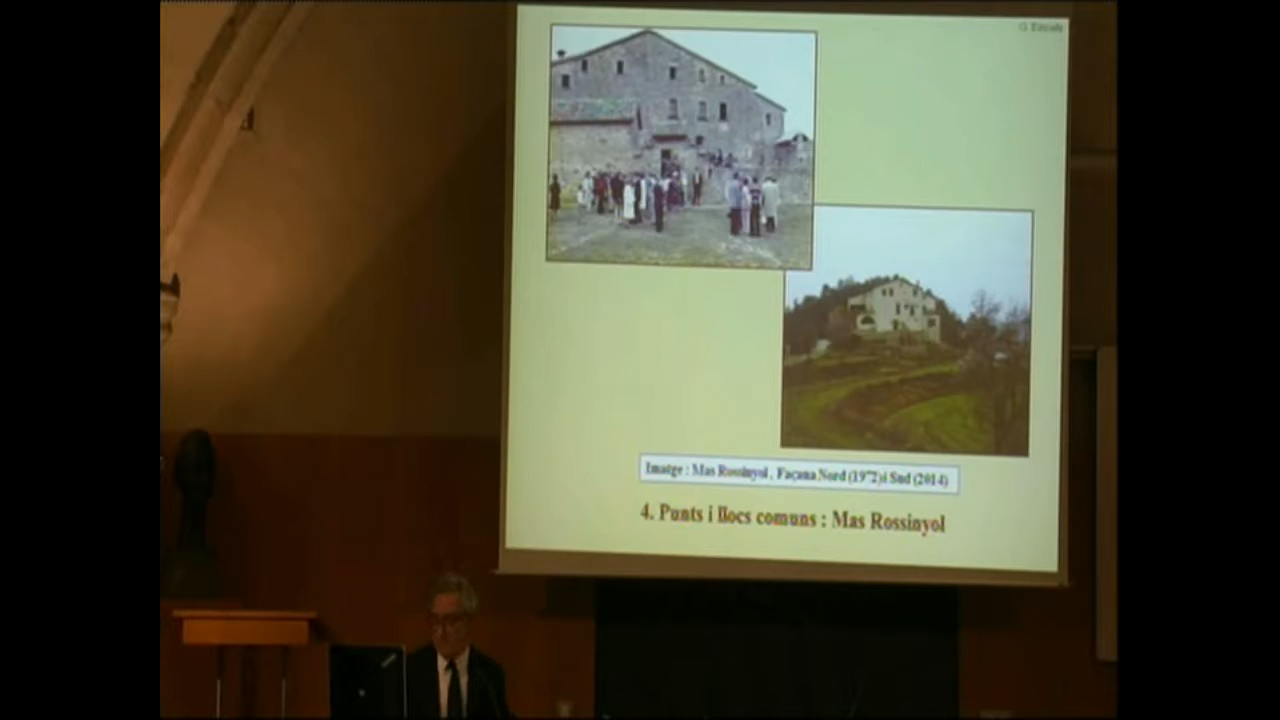 Imatge : Mas Rossinyol , Façana Nord (1972) i Sud (2014)
4. Punts i llocs comuns : Mas Rossinyol